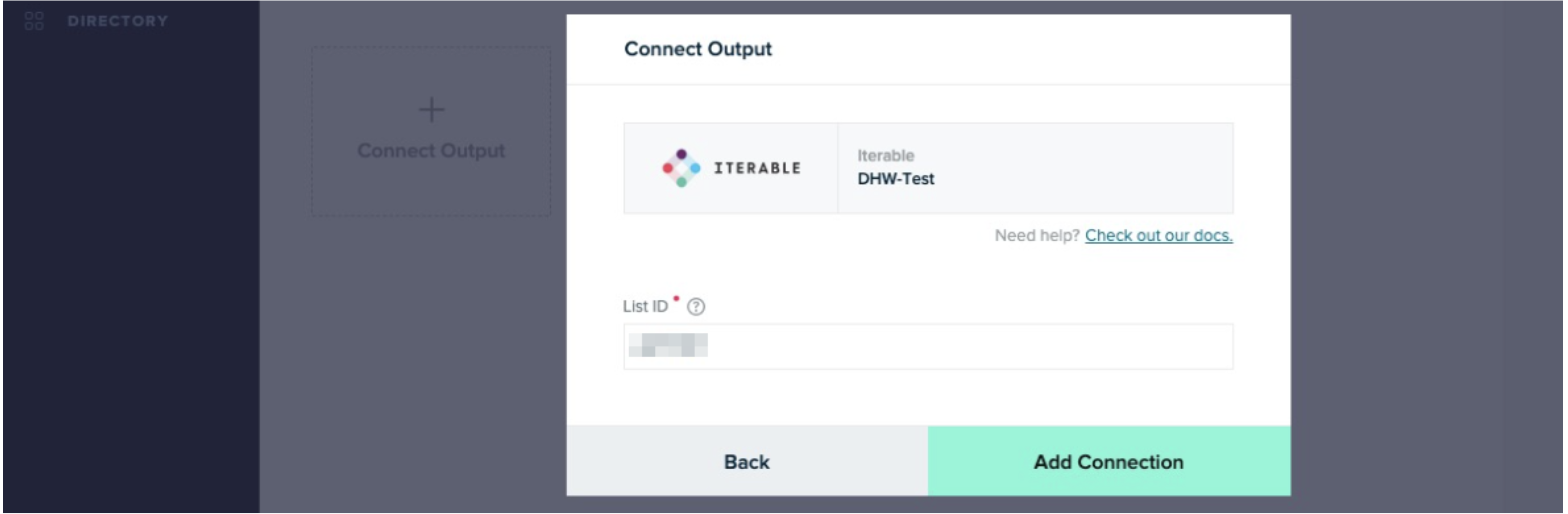 DIRECTORY
Connect Output
Connect Output
ITERABLE
Iterable
DHW-Test
Need help? Check out our docs.
List ID *
Back
Add Connection